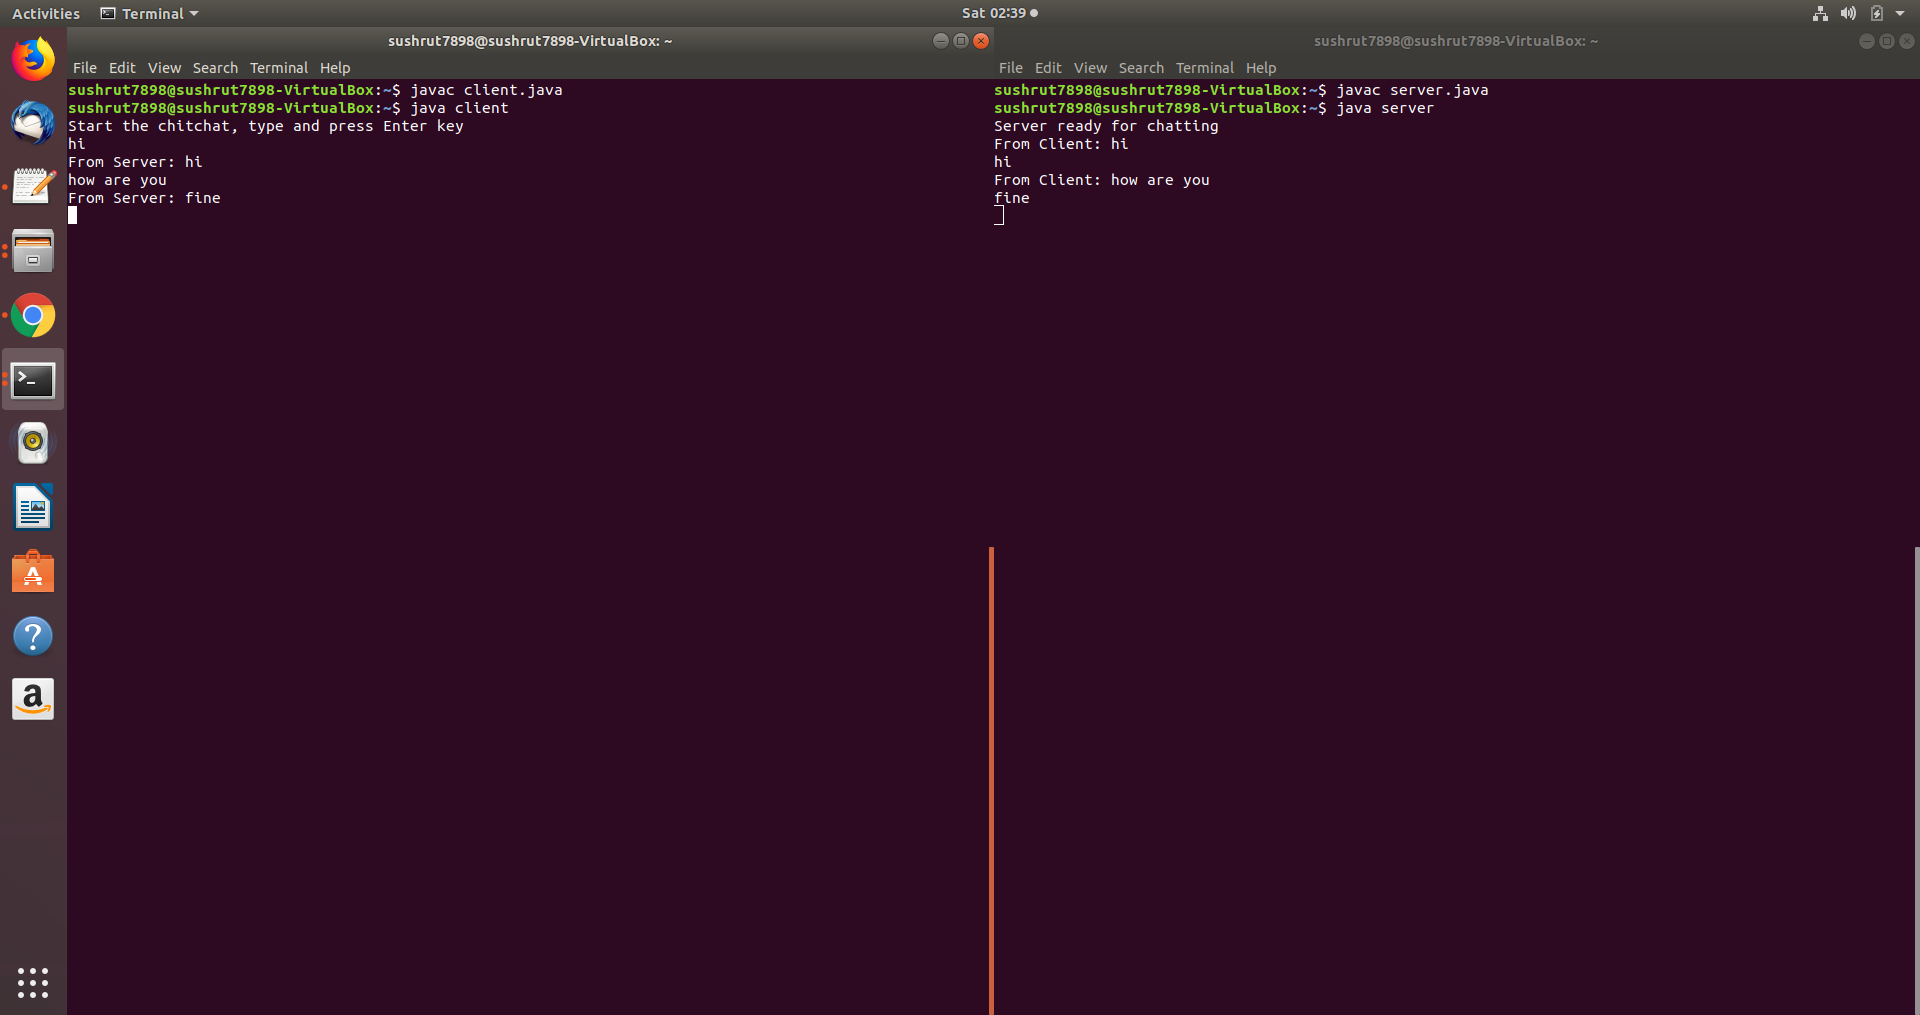 Activities Terminal Sat 02:39
sushrut7898@sushrut7898-VirtualBox: ~
File Edit View Search Terminal Help
sushrut7898@sushrut7898-VirtualBox:~$ javac client.java
sushrut7898@sushrut7898-VirtualBox:~$ java client
Start the chitchat, type and press Enter key
hi
From Server: hi
how are you
From Server: fine
sushrut7898@sushrut7898-VirtualBox: ~
File Edit View Search Terminal Help
sushrut7898@sushrut7898-VirtualBox:~$ javac server.java
sushrut7898@sushrut7898-VirtualBox:~$ java server
Server ready for chatting
From Client: hi
hi
From Client: how are you
fine